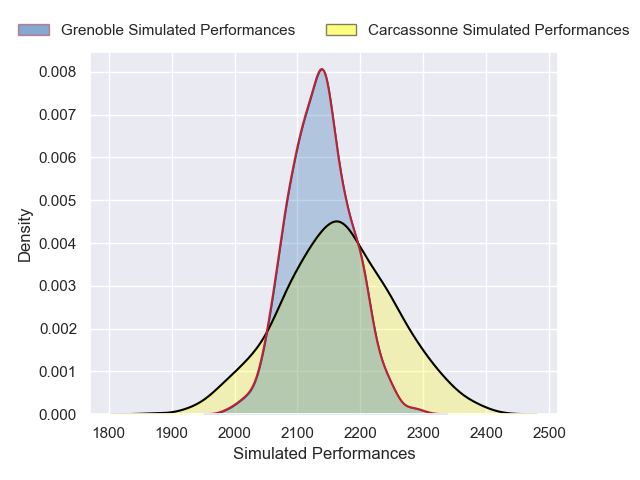 Grenoble Simulated Performances Carcassonne Simulated Performances
0.008
0.007
0.006
0.005
0.004
0.003
0.002
0.001
0.000
Density
1800 1900 2000 2100 2200 2300 2400 2500
Simulated Performances